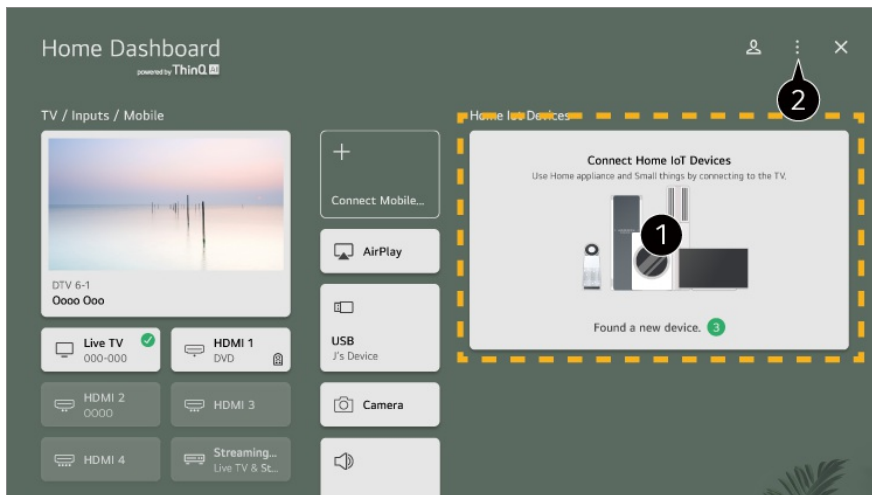 Home Dashboard
powered by ThinQ AI
2
TV / Inputs / Mobile
DTV 6-1
Oooo Ooo
Live TV
000-000
HDMI 1
DVD
HDMI 2
0000
HDMI 3
HDMI 4
Streaming...
Live TV & St...
+
Connect Mobile...
AirPlay
USB
J's Device
Camera
Home Iot Devices
Connect Home IoT Devices
Use Home appliance and Small things by connecting to the TV.
1
Found a new device. 3